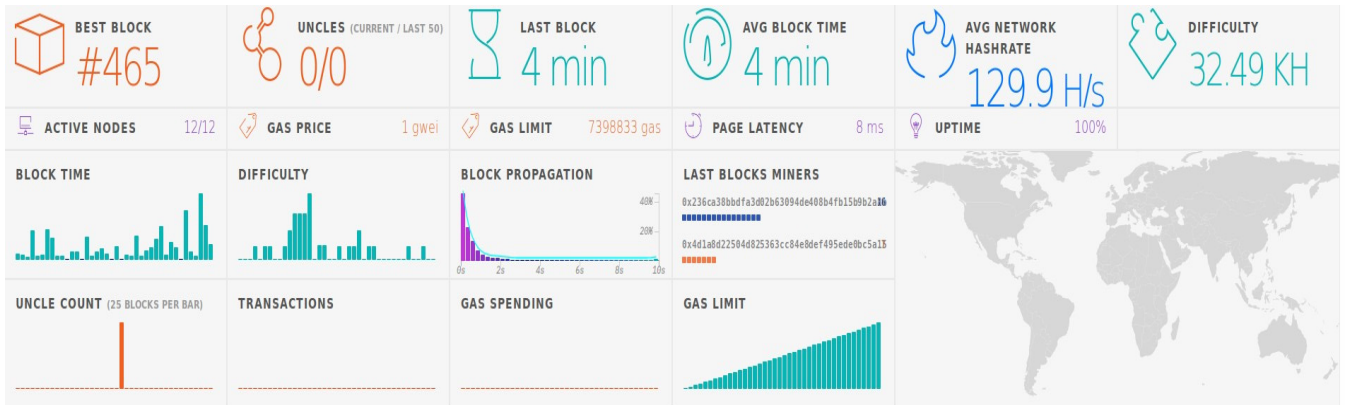 BEST BLOCK
#465
UNCLES (CURRENT / LAST 50)
0/0
LAST BLOCK
4 min
AVG BLOCK TIME
4 min
AVG NETWORK
HASHRATE
129.9 H/s
DIFFICULTY
32.49 KH
ACTIVE NODES 12/12
GAS PRICE 1 gwei
GAS LIMIT 7398833 gas
PAGE LATENCY 8 ms
UPTIME 100%
BLOCK TIME
DIFFICULTY
BLOCK PROPAGATION
40%
20%
0s 2s 4s 6s 8s 10s
LAST BLOCKS MINERS
UNCLE COUNT (25 BLOCKS PER BAR)
TRANSACTIONS
GAS SPENDING
GAS LIMIT